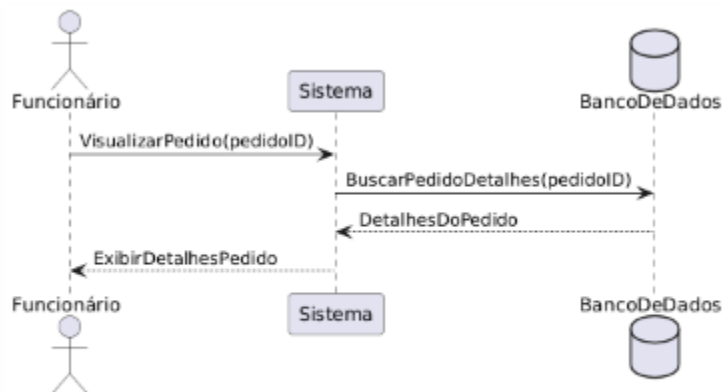 Funcionário
Sistema
BancoDeDados
VisualizarPedido(pedidoID)
BuscarPedidoDetalhes(pedidoID)
DetalhesDoPedido
ExibirDetalhesPedido
Funcionário
Sistema
BancoDeDados